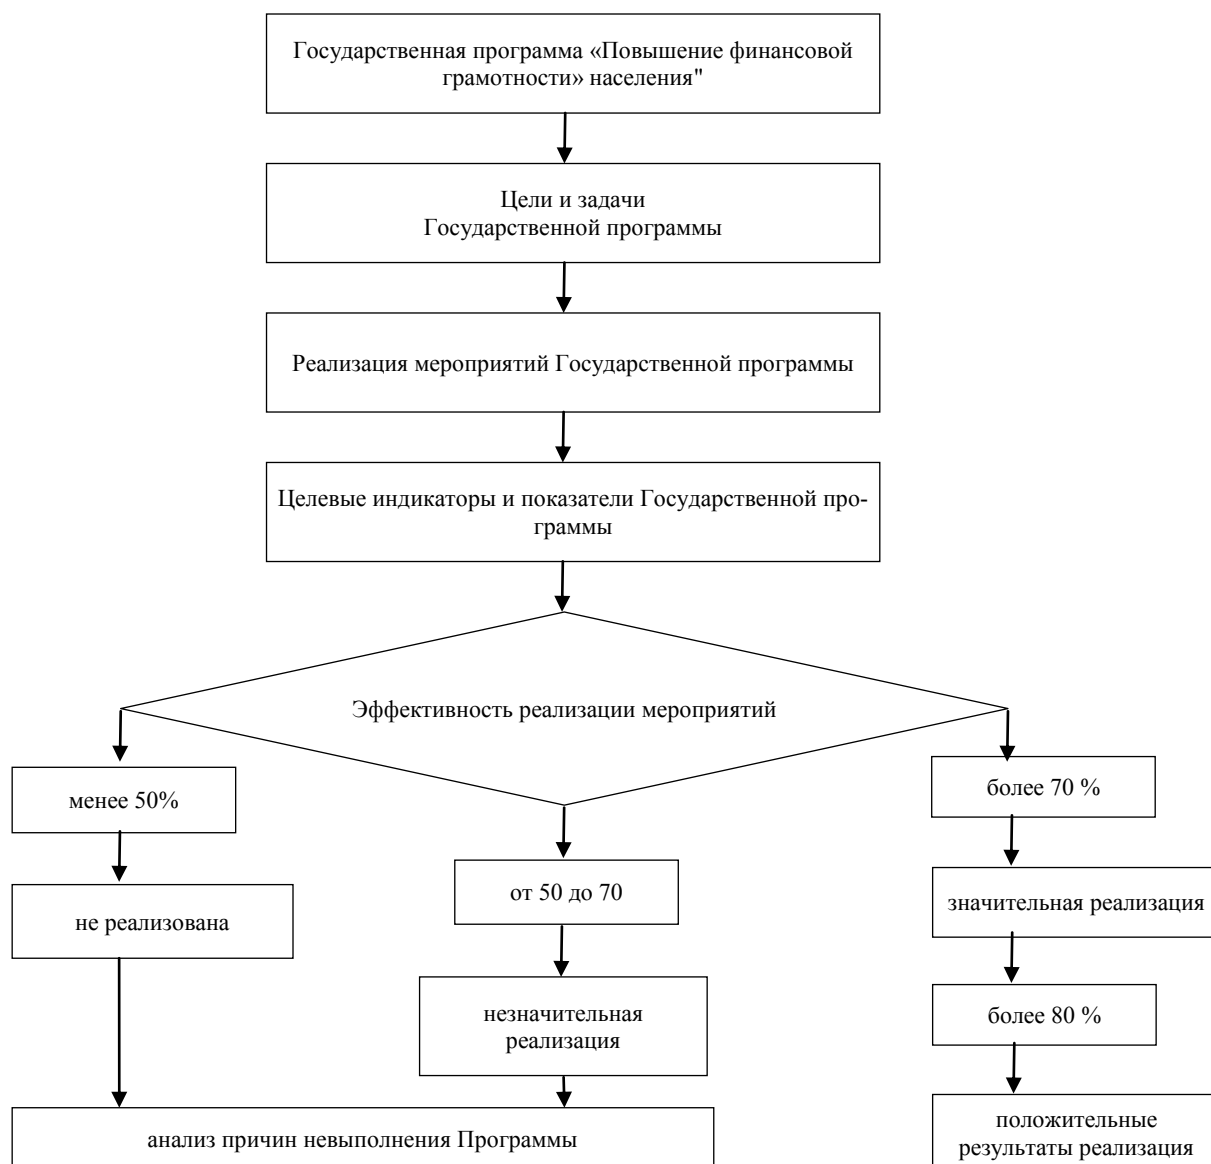 Государственная программа «Повышение финансовой
грамотности» населения"
Цели и задачи
Государственной программы
Реализация мероприятий Государственной программы
Целевые индикаторы и показатели Государственной про-
граммы
Эффективность реализации мероприятий
менее 50%
не реализована
от 50 до 70
незначительная
реализация
анализ причин невыполнения Программы
более 70 %
значительная реализация
более 80 %
положительные
результаты реализация